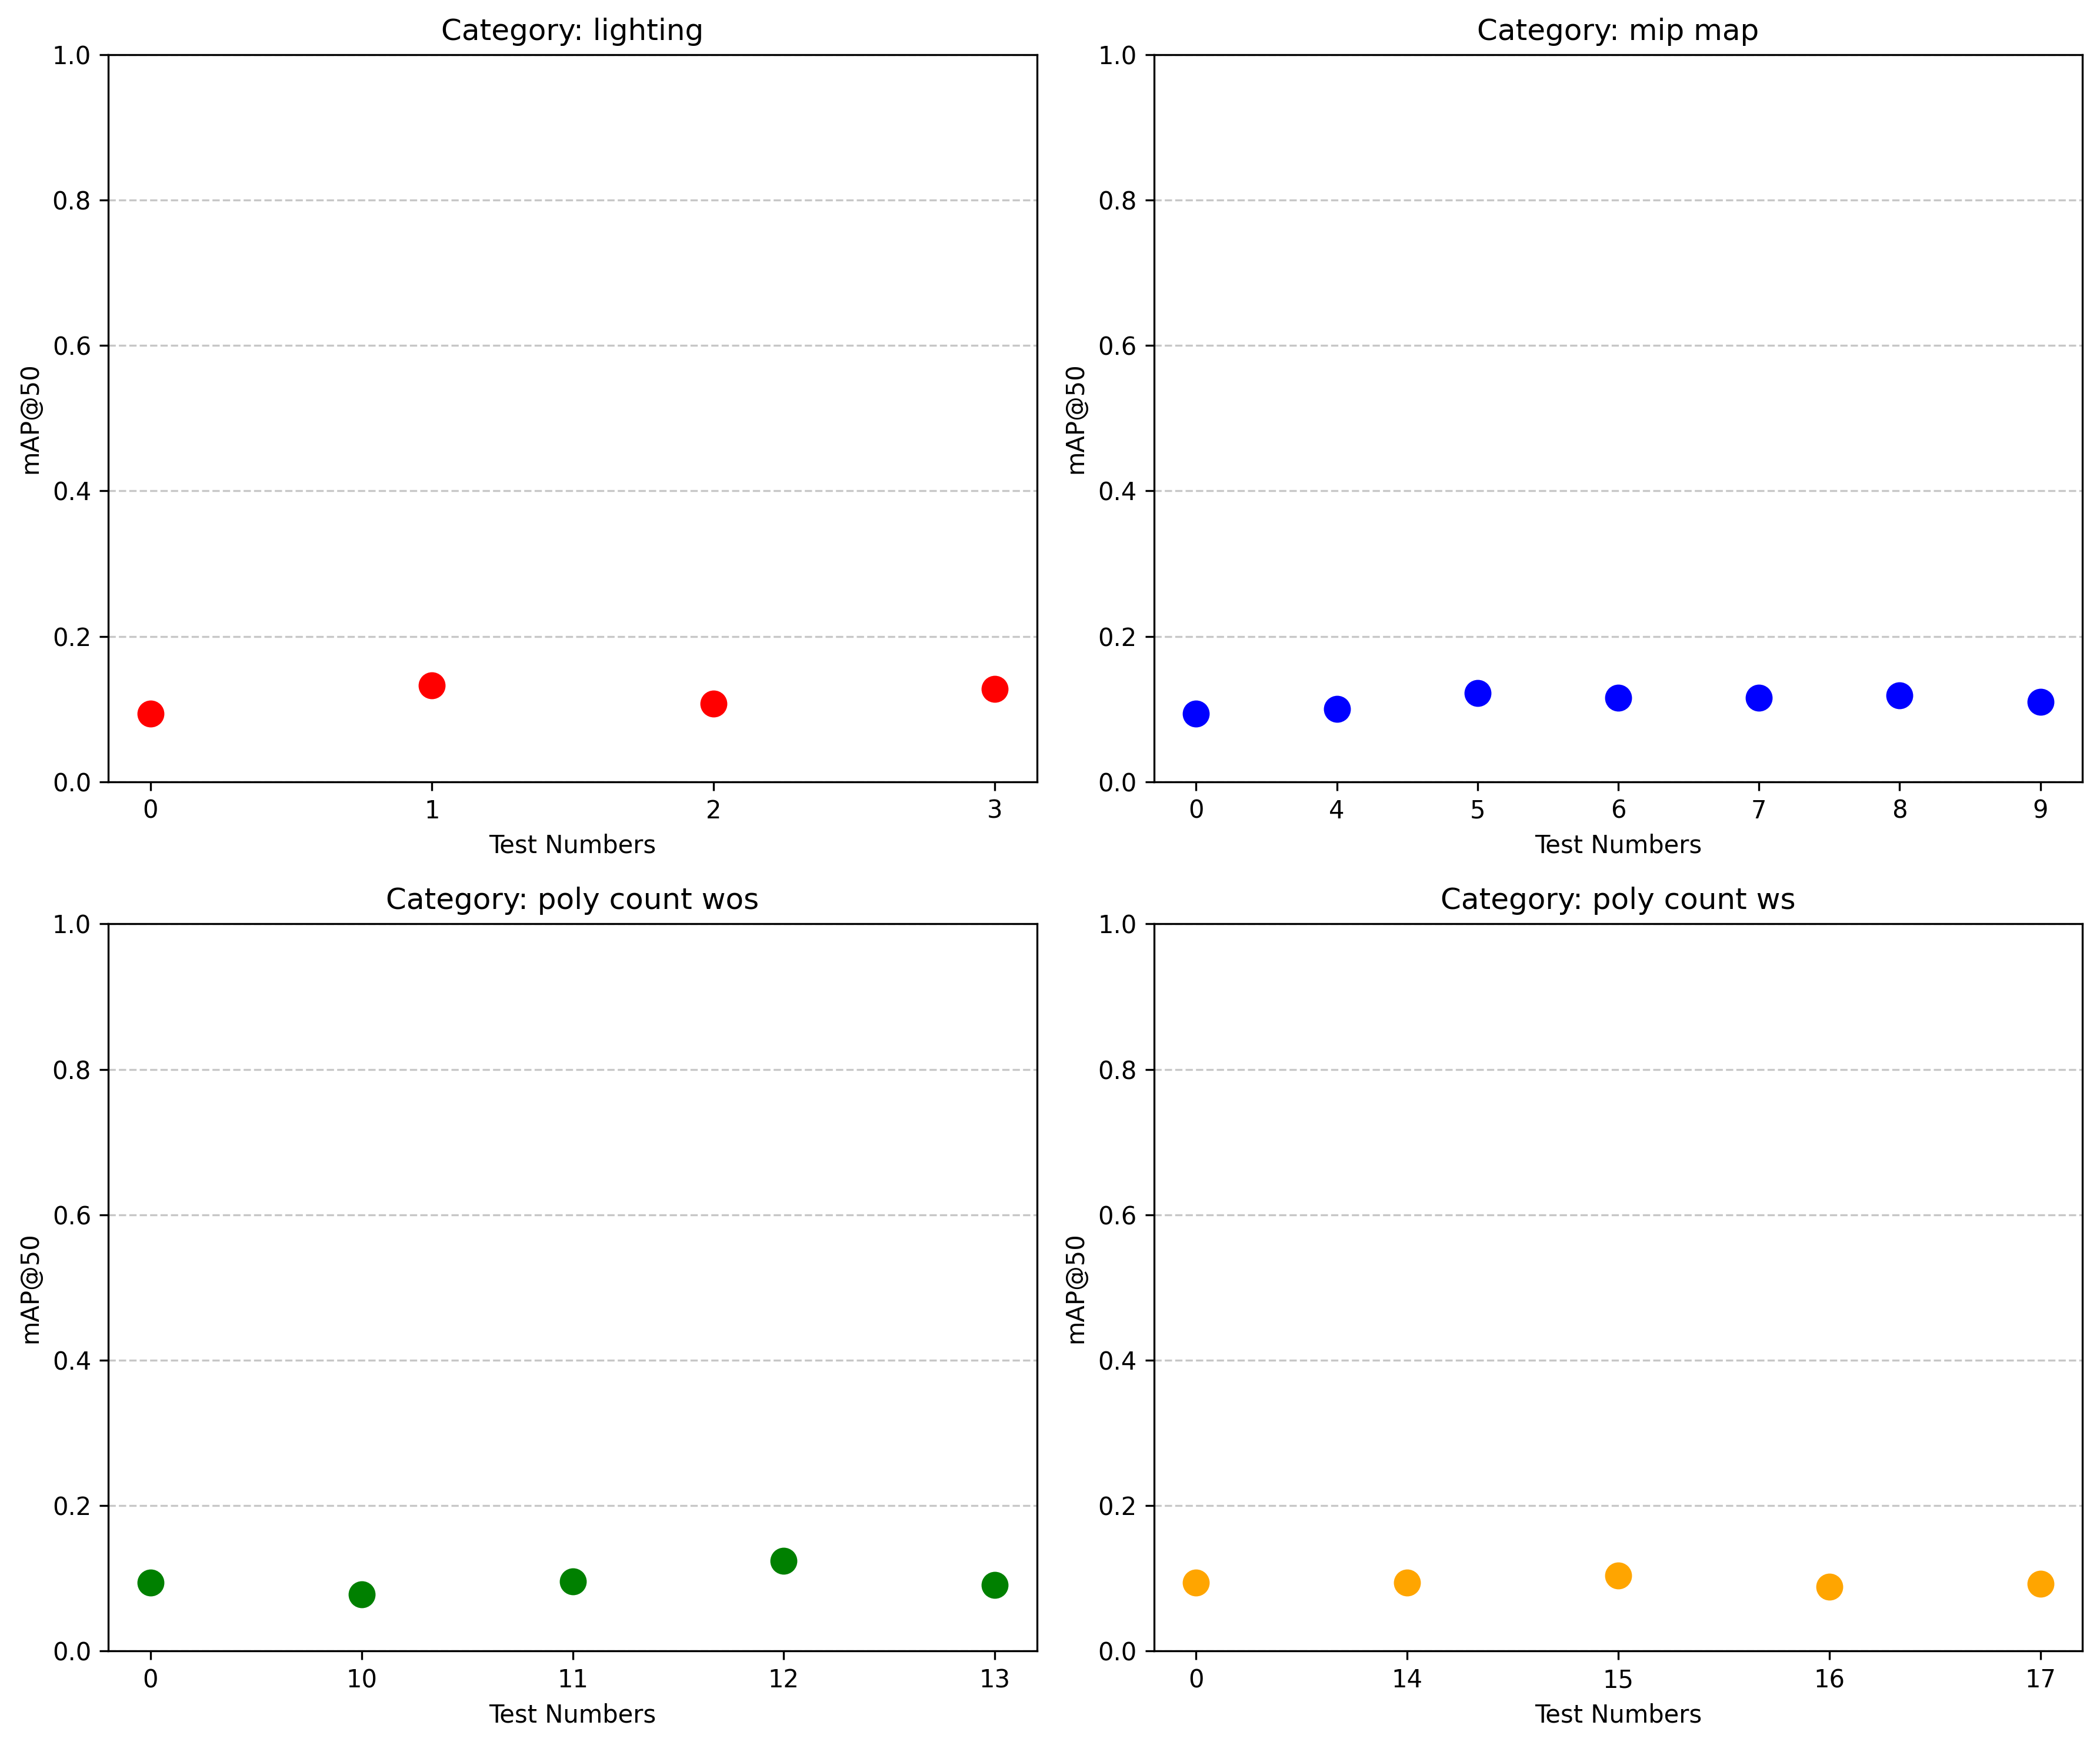 Category: lighting
1.0
0.8
0.6
0.4
0.2
0.0
mAP@50
0 1 2 3
Test Numbers
Category: mip map
1.0
0.8
0.6
0.4
0.2
0.0
mAP@50
0 4 5 6 7 8 9
Test Numbers
Category: poly count wos
1.0
0.8
0.6
0.4
0.2
0.0
mAP@50
0 10 11 12 13
Test Numbers
Category: poly count ws
1.0
0.8
0.6
0.4
0.2
0.0
mAP@50
0 14 15 16 17
Test Numbers